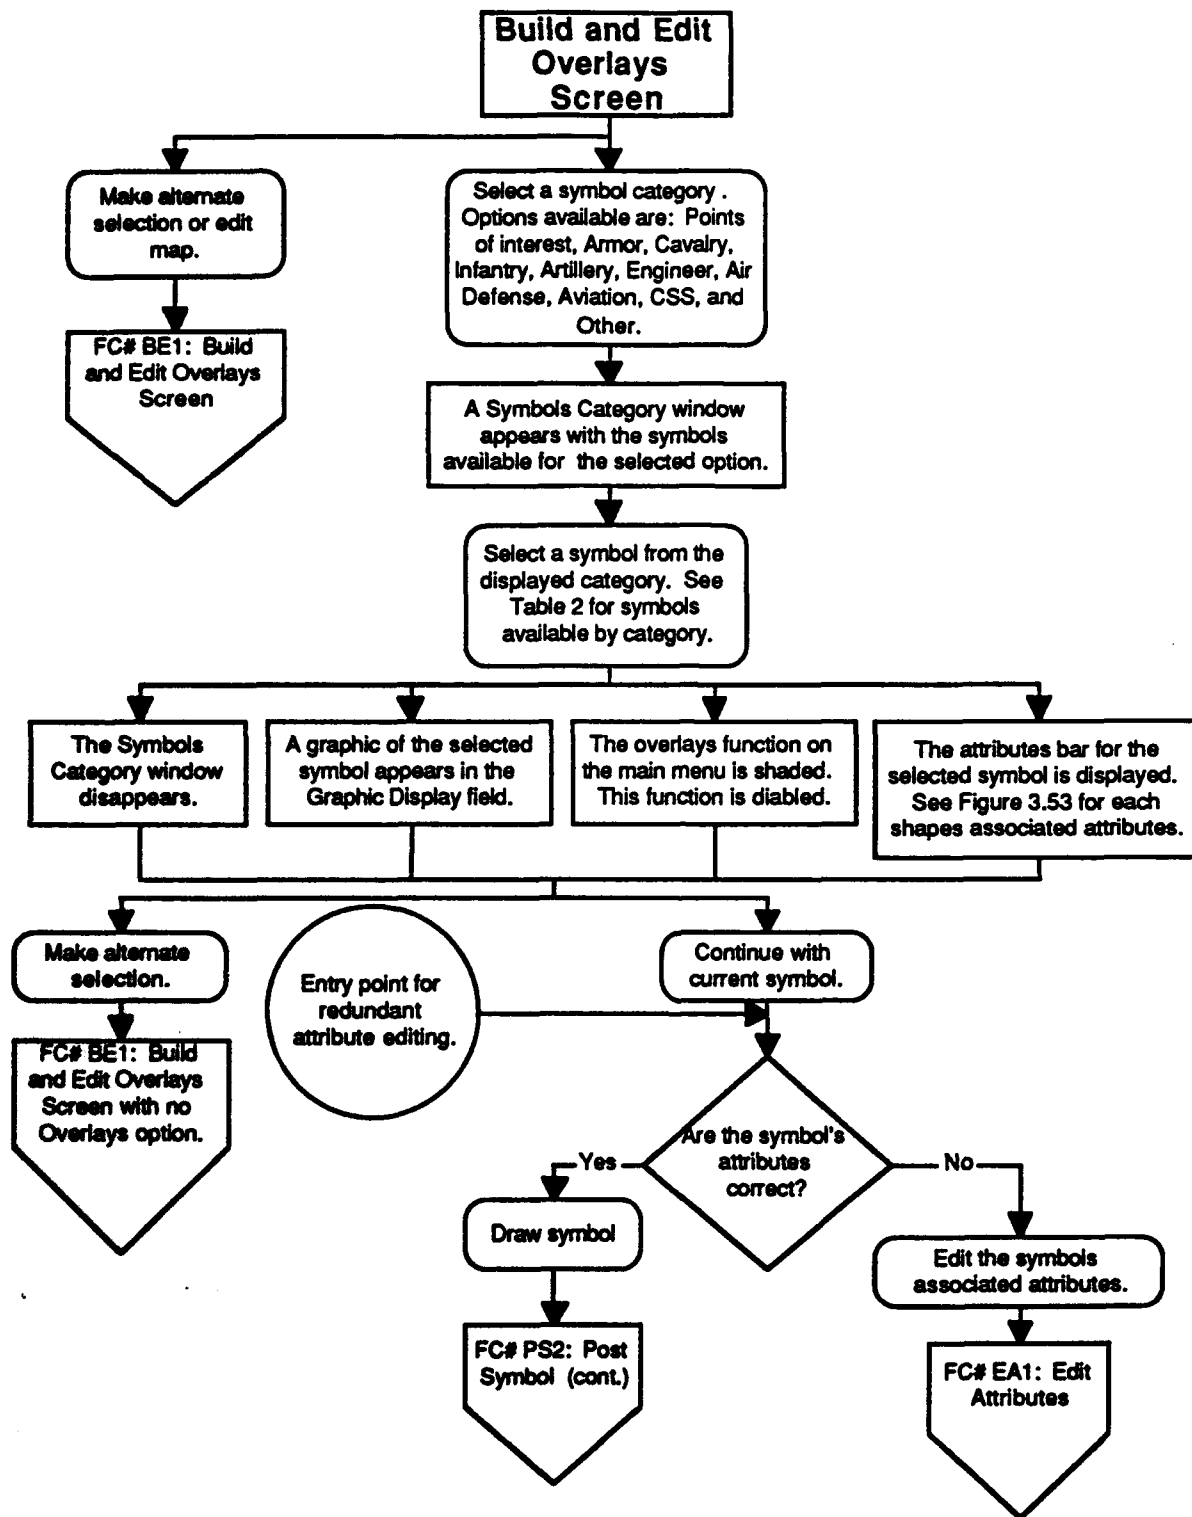 Build and Edit
Overlays
Screen
Make alternate
selection or edit
map.
Select a symbol category .
Options available are: Points
of interest, Armor, Cavalry,
Infantry, Artillery, Engineer, Air
Defense, Aviation, CSS, and
Other.
FC# BE1: Build
and Edit Overlays
Screen
A Symbols Category window
appears with the symbols
available for the selected option.
Select a symbol from the
displayed category. See
Table 2 for symbols
available by category.
The Symbols
Category window
disappears.
A graphic of the selected
symbol appears in the
Graphic Display field.
The overlays function on
the main menu is shaded.
This function is diabled.
The attributes bar for the
selected symbol is displayed.
See Figure 3.53 for each
shapes associated attributes.
Make alternate
selection.
Entry point for
redundant
attribute editing.
Continue with
current symbol.
FC# BE1: Build
and Edit Overlays
Screen with no
Overlays option.
Are the symbol's
attributes
correct?
Yes
No
Draw symbol
Edit the symbols
associated attributes.
FC# PS2: Post
Symbol (cont.)
FC# EA1: Edit
Attributes